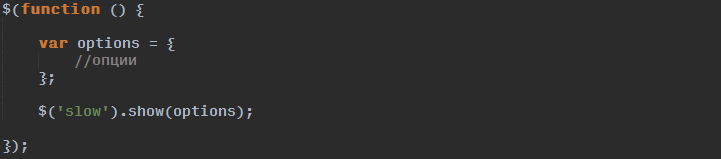 $(function () {
var options = {
//опции
};
$('slow').show(options);
});